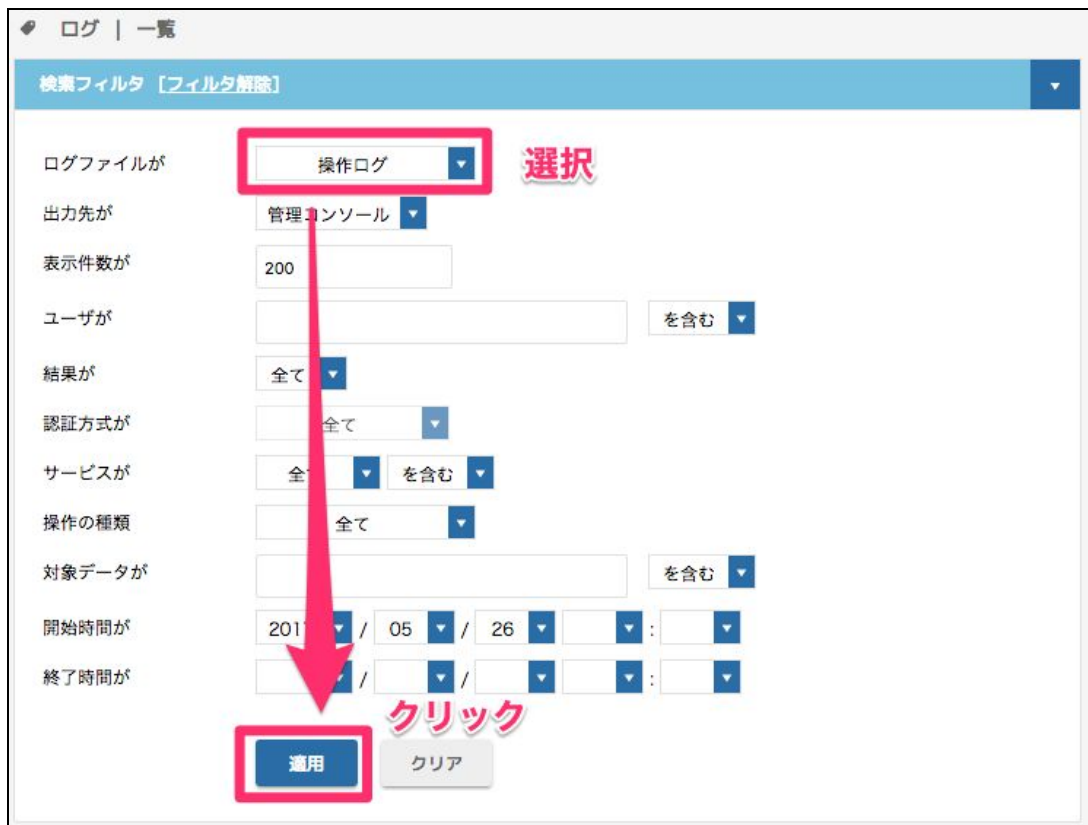 ログ | 一覧
検索フィルタ [フィルタ解除]
ログファイルが 操作ログ 選択
出力先が 管理コンソール
表示件数が 200
ユーザが を含む
結果が 全て
認証方式が 全て
サービスが 全 を含む
操作の種類 全て
対象データが を含む
開始時間が 201 / 05 / 26 :
終了時間が / / :
クリック
適用 クリア